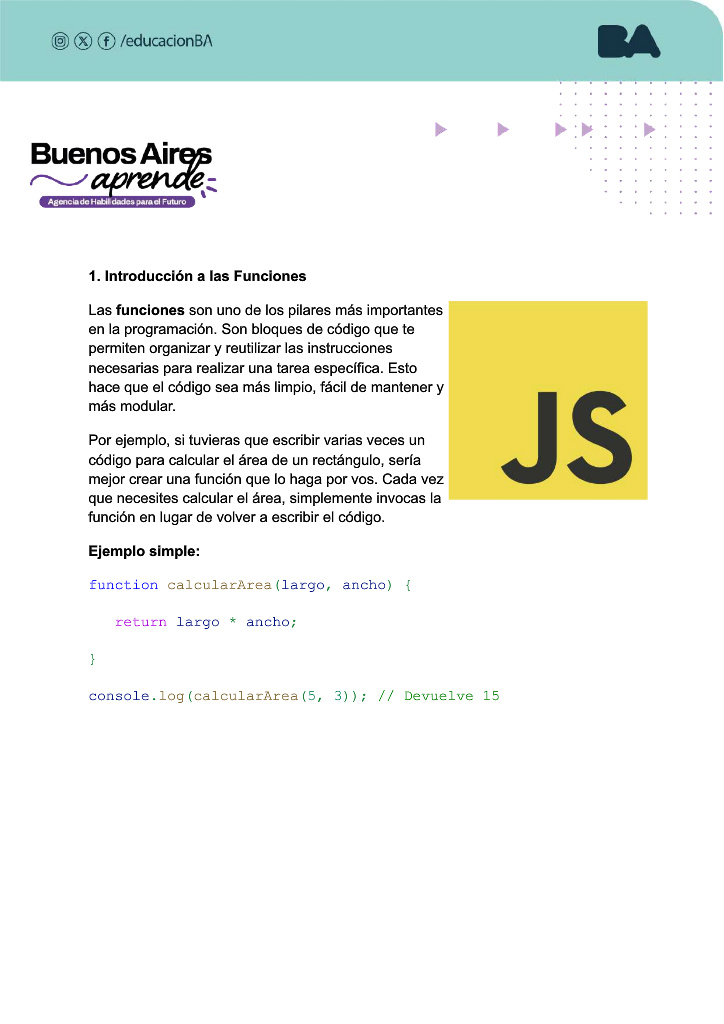 /educacionBA
BA
Buenos Aires
aprende
Agencia de Habilidades para el Futuro
1. Introducción a las Funciones
Las funciones son uno de los pilares más importantes
en la programación. Son bloques de código que te
permiten organizar y reutilizar las instrucciones
necesarias para realizar una tarea específica. Esto
hace que el código sea más limpio, fácil de mantener y
más modular.
JS
Por ejemplo, si tuvieras que escribir varias veces un
código para calcular el área de un rectángulo, sería
mejor crear una función que lo haga por vos. Cada vez
que necesites calcular el área, simplemente invocas la
función en lugar de volver a escribir el código.
Ejemplo simple:
function calcularArea(largo, ancho) {
return largo * ancho;
}
console.log(calcularArea(5, 3)); // Devuelve 15